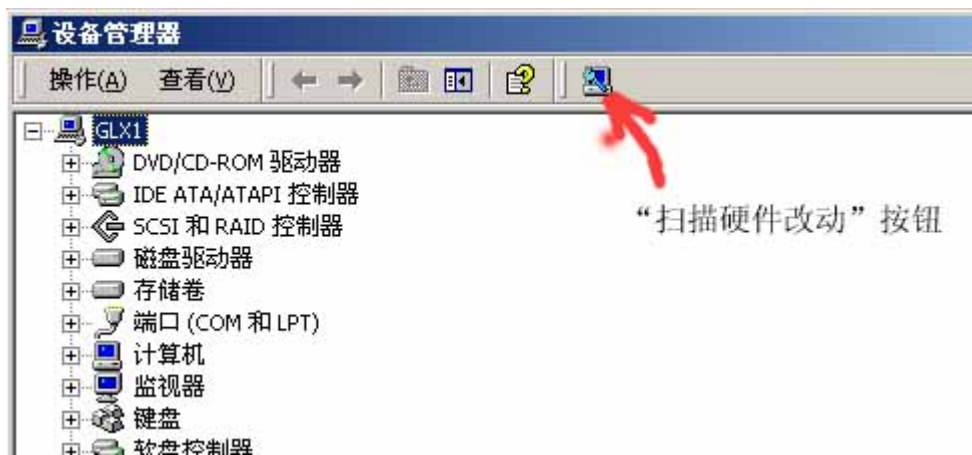 设备管理器
操作(A) 查看(V)
GLX1
DVD/CD-ROM 驱动器
IDE ATA/ATAPI 控制器
SCSI 和 RAID 控制器
“扫描硬件改动”按钮
磁盘驱动器
存储卷
端口 (COM 和 LPT)
计算机
监视器
键盘
软盘控制器